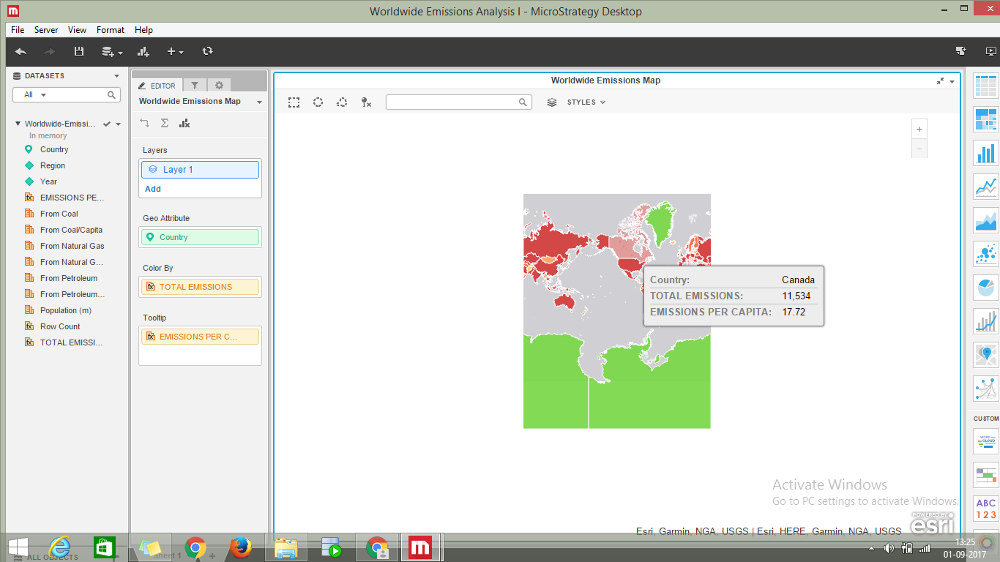 Worldwide Emissions Analysis I - MicroStrategy Desktop
File Server View Format Help
DATASETS
All
Worldwide-Emissi...
In memory
Country
Region
Year
EMISSIONS PE...
From Coal
From Coal/Capita
From Natural Gas
From Natural G...
From Petroleum
From Petroleum...
Population (m)
Row Count
TOTAL EMISSI...
EDITOR
Worldwide Emissions Map
Layers
Layer 1
Add
Geo Attribute
Country
Color By
TOTAL EMISSIONS
Tooltip
EMISSIONS PER C...
Worldwide Emissions Map
STYLES
+
−
Country: Canada
TOTAL EMISSIONS: 11,534
EMISSIONS PER CAPITA: 17.72
Activate Windows
Go to PC settings to activate Windows.
POWERED BY
esri
Esri, Garmin, NGA, USGS | Esri, HERE, Garmin, NGA, USGS
CUSTOM
WORD
CLOUD
ABC
123
ALL OBJECTS
Sheet 1
13:25
01-09-2017